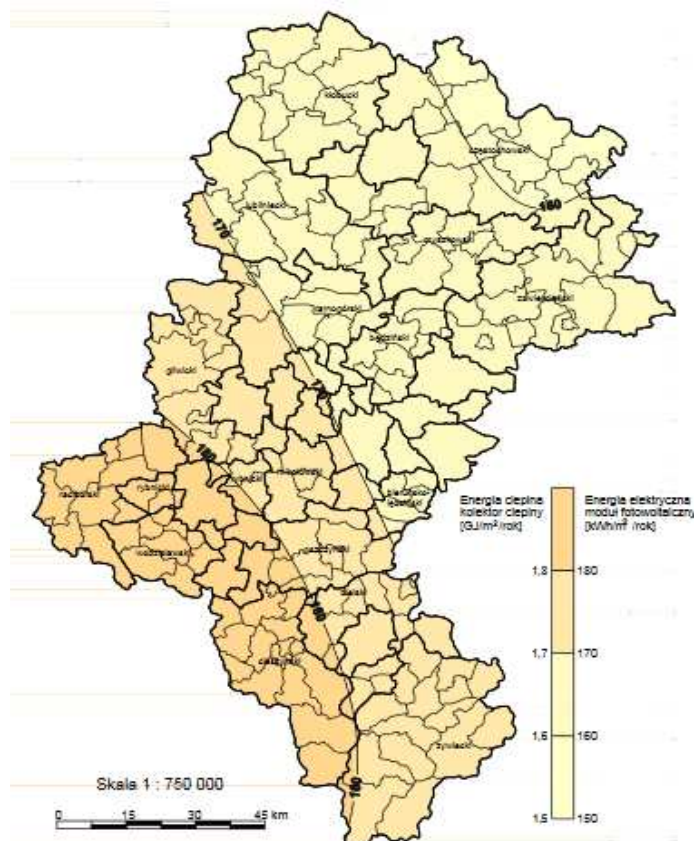 kłobucki
częstochowski
160
lubliniecki
170
myszkowski
zawierciański
tarnogórski
będziński
gliwicki
180
mikołowski
raciborski
rybnicki
bieruńsko-
lędziński
wodzisławski
pszczyński
bielski
180
cieszyński
żywiecki
180
Energia cieplna
kolektor cieplny
[GJ/m² /rok]
Energia elektryczna
moduł fotowoltaiczny
[kWh/m² /rok]
1,8 180
1,7 170
1,6 160
1,5 150
Skala 1 : 750 000
0 15 30 45 km